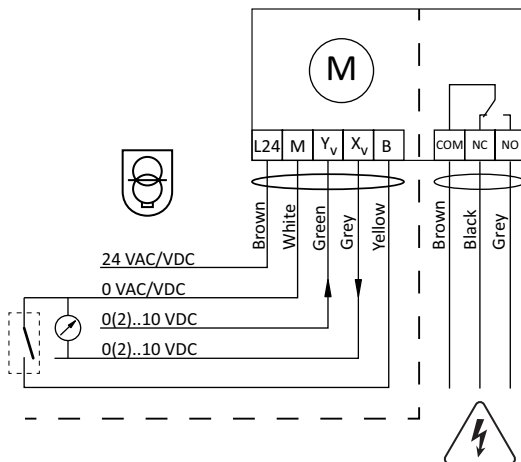 M
L24 M Yv Xv B COM NC NO
Brown White Green Grey Yellow Brown Black Grey
24 VAC/VDC
0 VAC/VDC
0(2)..10 VDC
0(2)..10 VDC